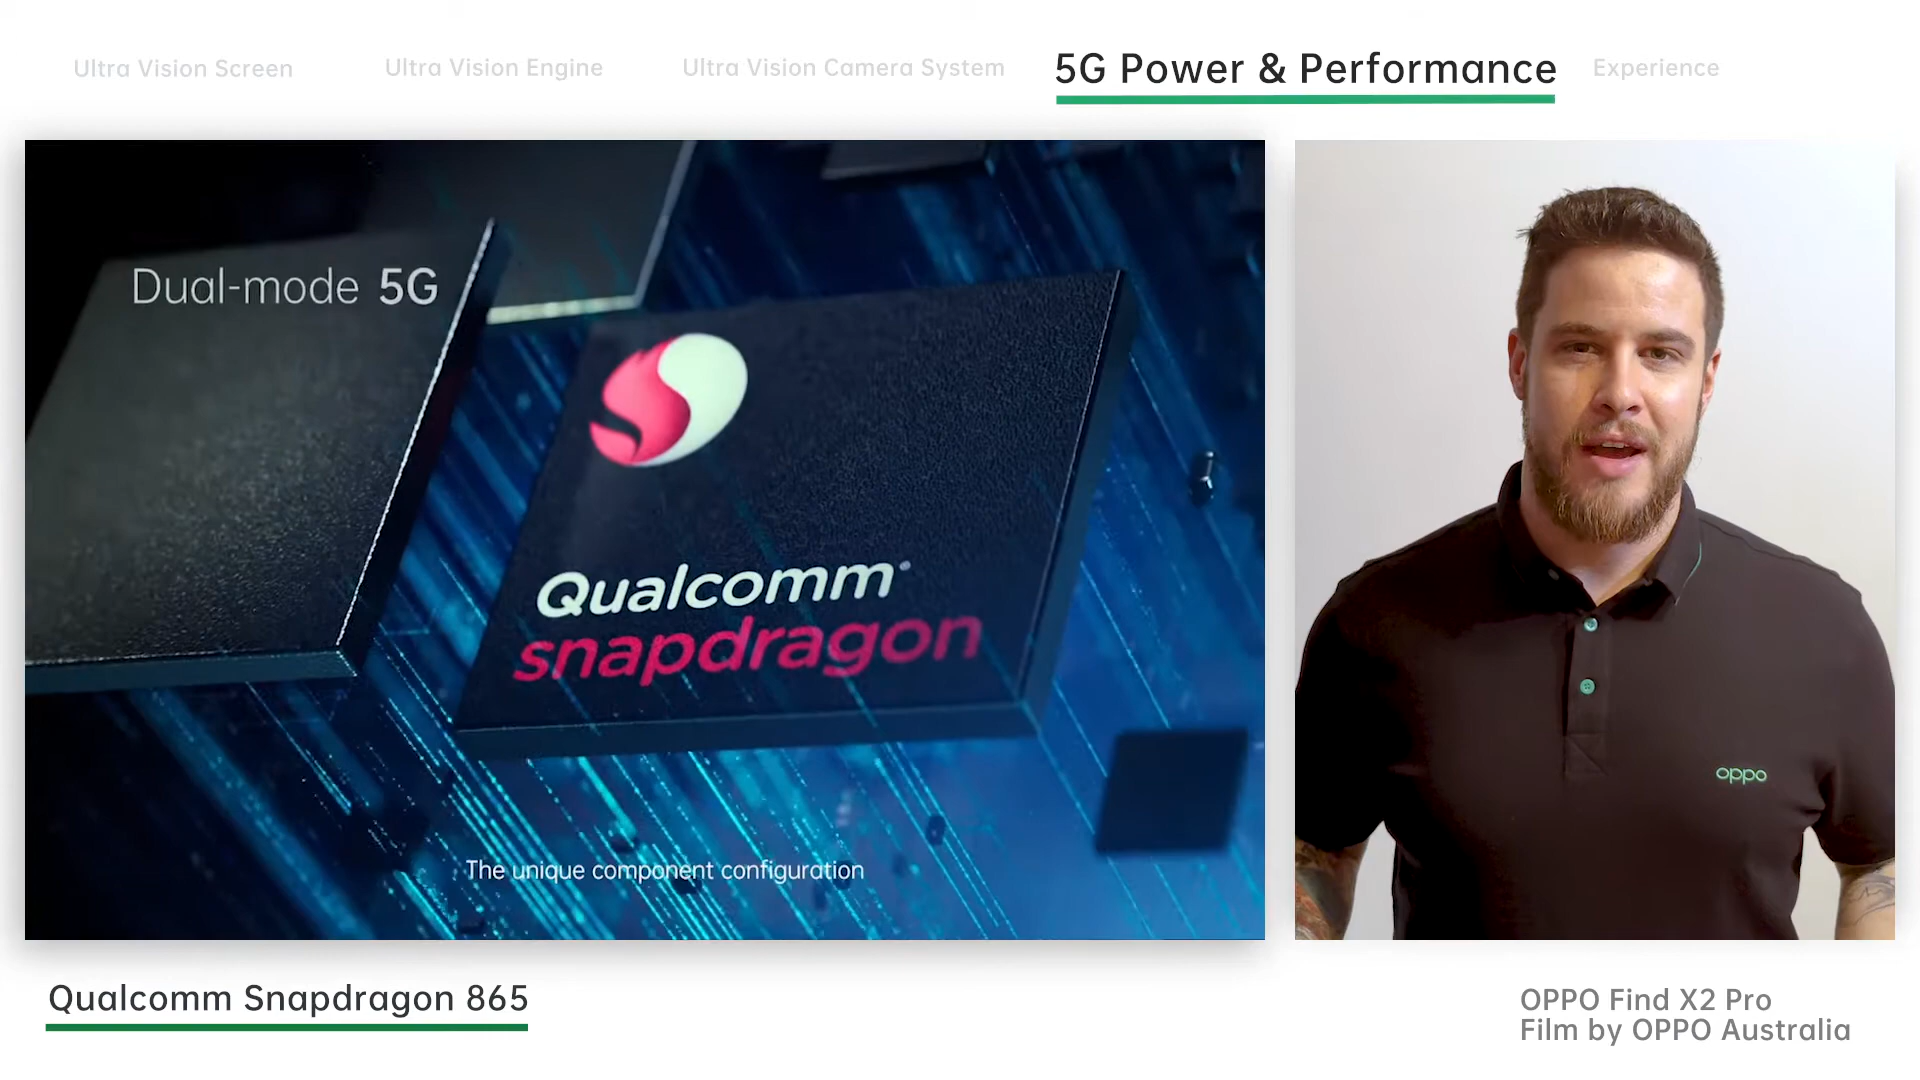 Ultra Vision Screen
Ultra Vision Engine
Ultra Vision Camera System
5G Power & Performance
Experience
Dual-mode 5G
Qualcomm
snapdragon
oppo
The unique component configuration
Qualcomm Snapdragon 865
OPPO Find X2 Pro
Film by OPPO Australia